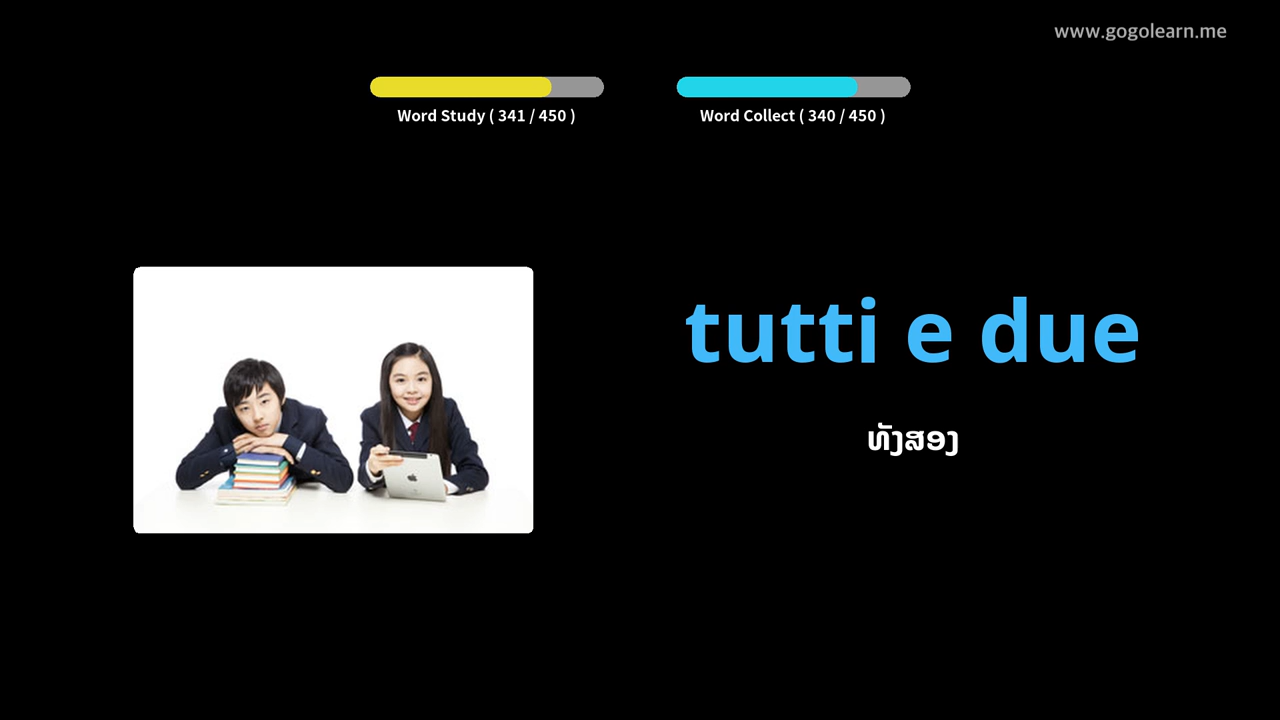 www.gogolearn.me
Word Study ( 341 / 450 )
Word Collect ( 340 / 450 )
tutti e due
ທັງສອງ